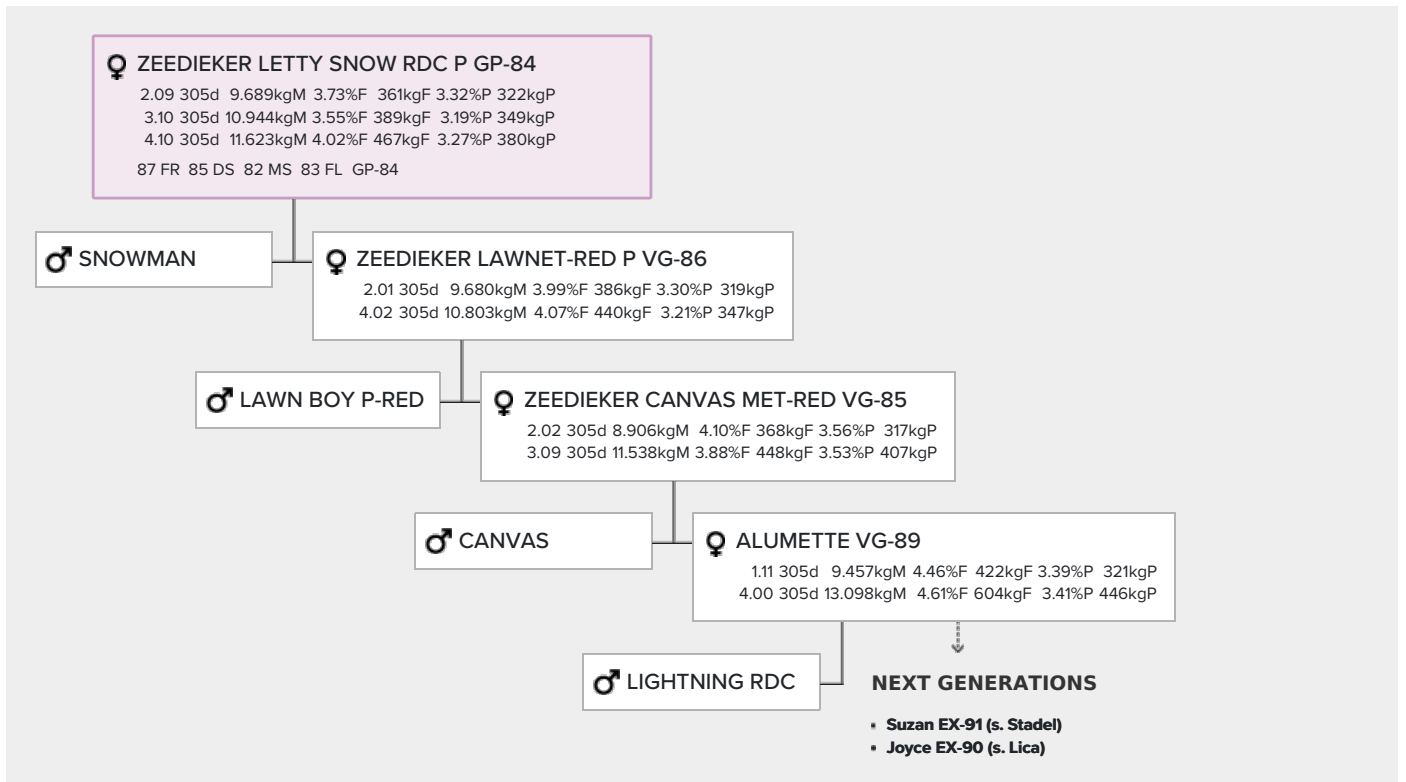 ZEEDIEKER LETTY SNOW RDC P GP-84
2.09 305d 9.689kgM 3.73%F 361kgF 3.32%P 322kgP
3.10 305d 10.944kgM 3.55%F 389kgF 3.19%P 349kgP
4.10 305d 11.623kgM 4.02%F 467kgF 3.27%P 380kgP
87 FR 85 DS 82 MS 83 FL GP-84
SNOWMAN
ZEEDIEKER LAWNET-RED P VG-86
2.01 305d 9.680kgM 3.99%F 386kgF 3.30%P 319kgP
4.02 305d 10.803kgM 4.07%F 440kgF 3.21%P 347kgP
LAWN BOY P-RED
ZEEDIEKER CANVAS MET-RED VG-85
2.02 305d 8.906kgM 4.10%F 368kgF 3.56%P 317kgP
3.09 305d 11.538kgM 3.88%F 448kgF 3.53%P 407kgP
CANVAS
ALUMETTE VG-89
1.11 305d 9.457kgM 4.46%F 422kgF 3.39%P 321kgP
4.00 305d 13.098kgM 4.61%F 604kgF 3.41%P 446kgP
LIGHTNING RDC
NEXT GENERATIONS
Suzan EX-91 (s. Stadel)
Joyce EX-90 (s. Lica)